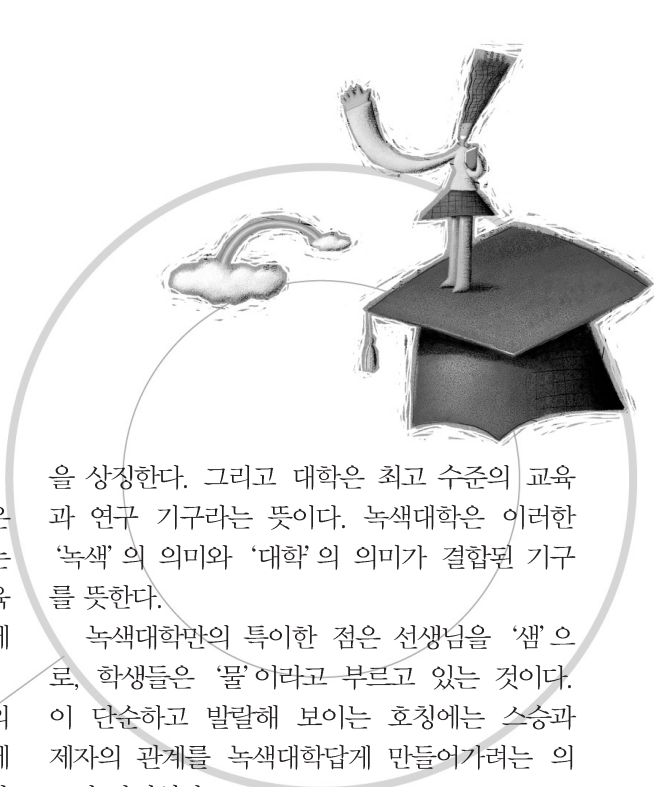 을 상징한다. 그리고 대학은 최고 수준의 교육
과 연구 기구라는 뜻이다. 녹색대학은 이러한
‘녹색’의 의미와 ‘대학’의 의미가 결합된 기구
를 뜻한다.
녹색대학만의 특이한 점은 선생님을 ‘샘’으
로, 학생들은 ‘물’이라고 부르고 있는 것이다.
이 단순하고 발랄해 보이는 호칭에는 스승과
제자의 관계를 녹색대학답게 만들어가려는 의